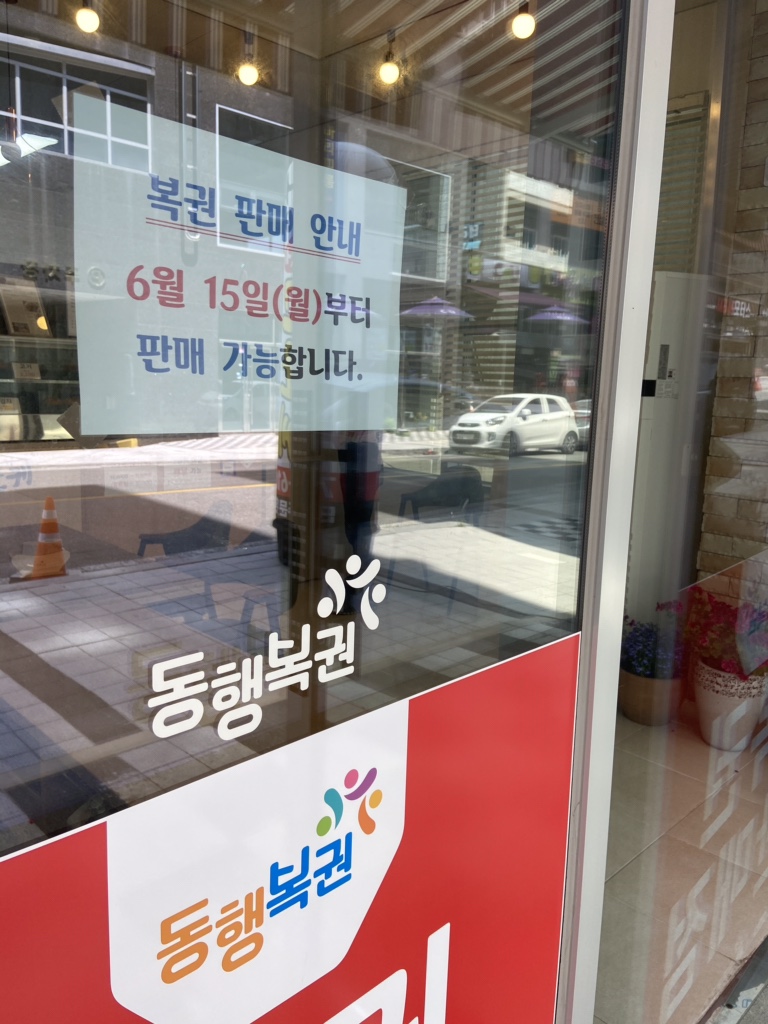 복권 판매 안내
6월 15일(월)부터
판매 가능합니다.
동행복권
동행복권